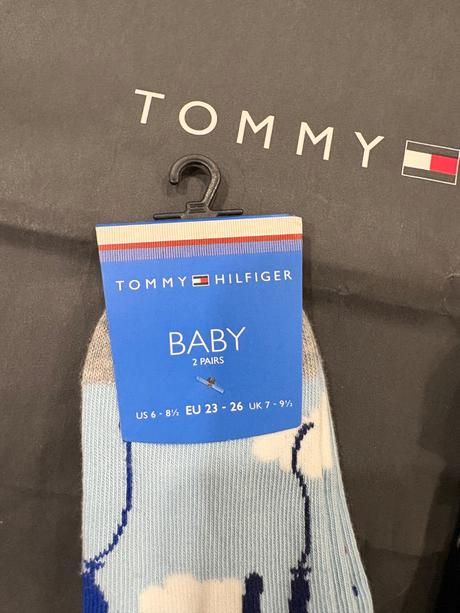 TOMMY
TOMMY HILFIGER
BABY
2 PAIRS
US 6 - 8½ EU 23 - 26 UK 7 - 9½